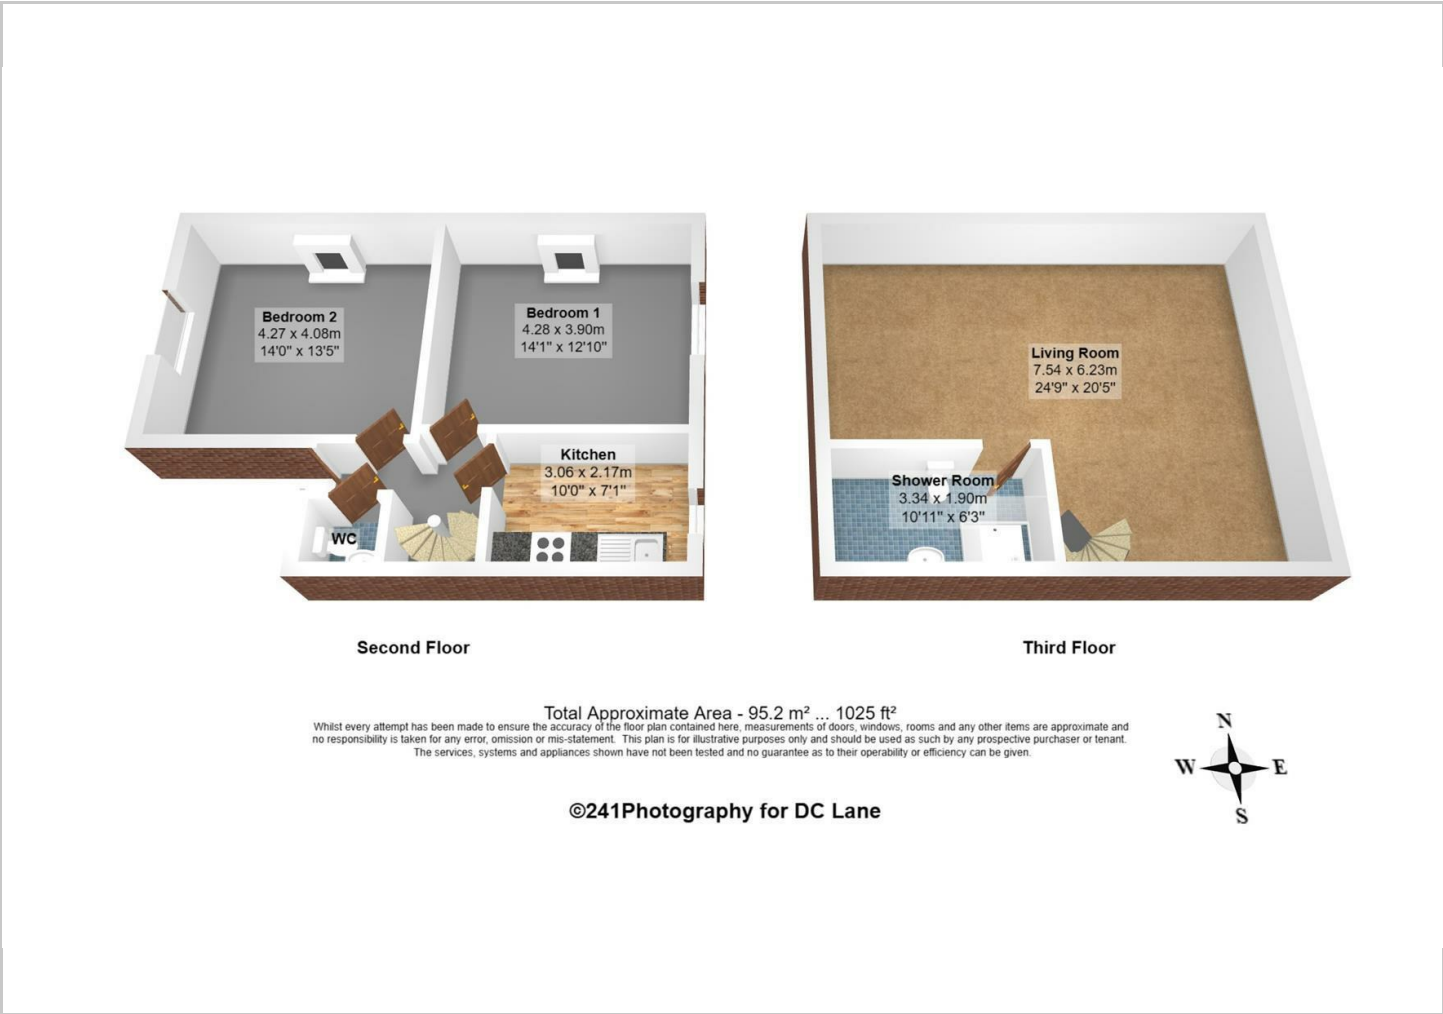 Bedroom 2
4.27 x 4.08m
14'0" x 13'5"
Bedroom 1
4.28 x 3.90m
14'1" x 12'10"
Kitchen
3.06 x 2.17m
10'0" x 7'1"
WC
Living Room
7.54 x 6.23m
24'9" x 20'5"
Shower Room
3.34 x 1.90m
10'11" x 6'3"
Second Floor
Third Floor
Total Approximate Area - 95.2 m² ... 1025 ft²
Whilst every attempt has been made to ensure the accuracy of the floor plan contained here, measurements of doors, windows, rooms and any other items are approximate and
no responsibility is taken for any error, omission or mis-statement. This plan is for illustrative purposes only and should be used as such by any prospective purchaser or tenant.
The services, systems and appliances shown have not been tested and no guarantee as to their operability or efficiency can be given.
©241Photography for DC Lane
N
W E
S